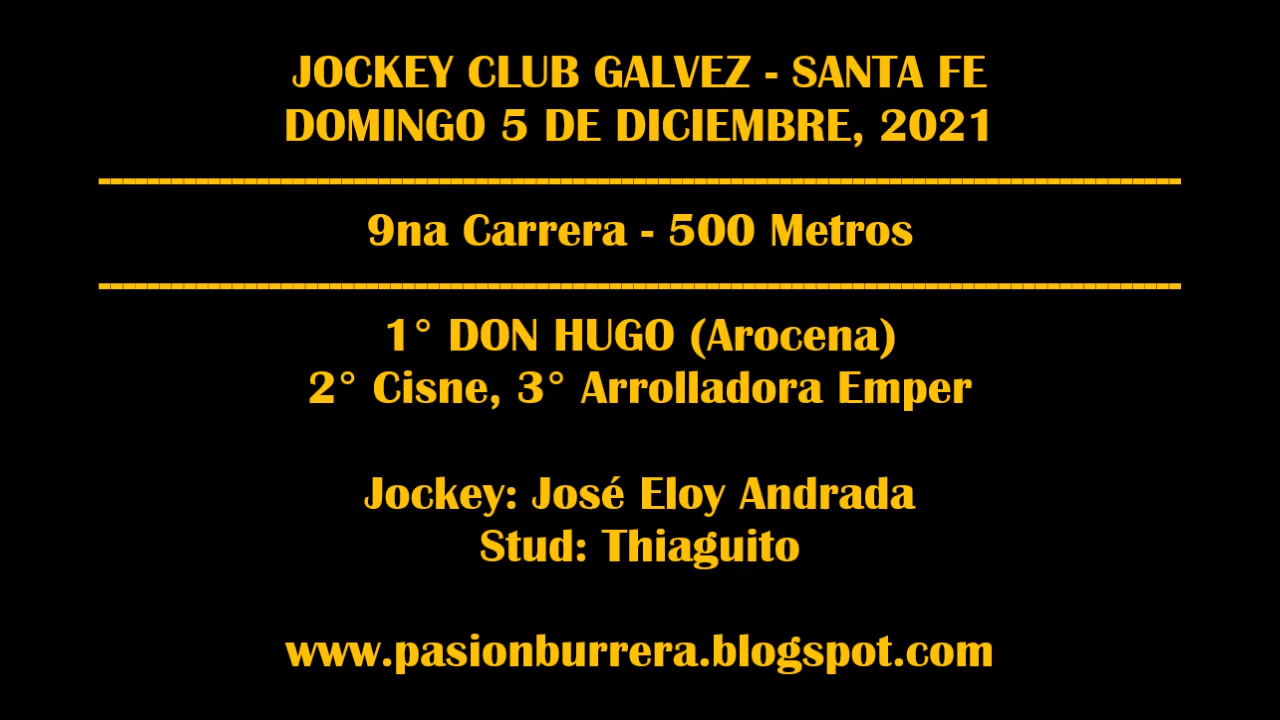 JOCKEY CLUB GALVEZ - SANTA FE
DOMINGO 5 DE DICIEMBRE, 2021
9na Carrera - 500 Metros
1° DON HUGO (Arocena)
2° Cisne, 3° Arrolladora Emper
Jockey: José Eloy Andrada
Stud: Thiaguito
www.pasionburrera.blogspot.com